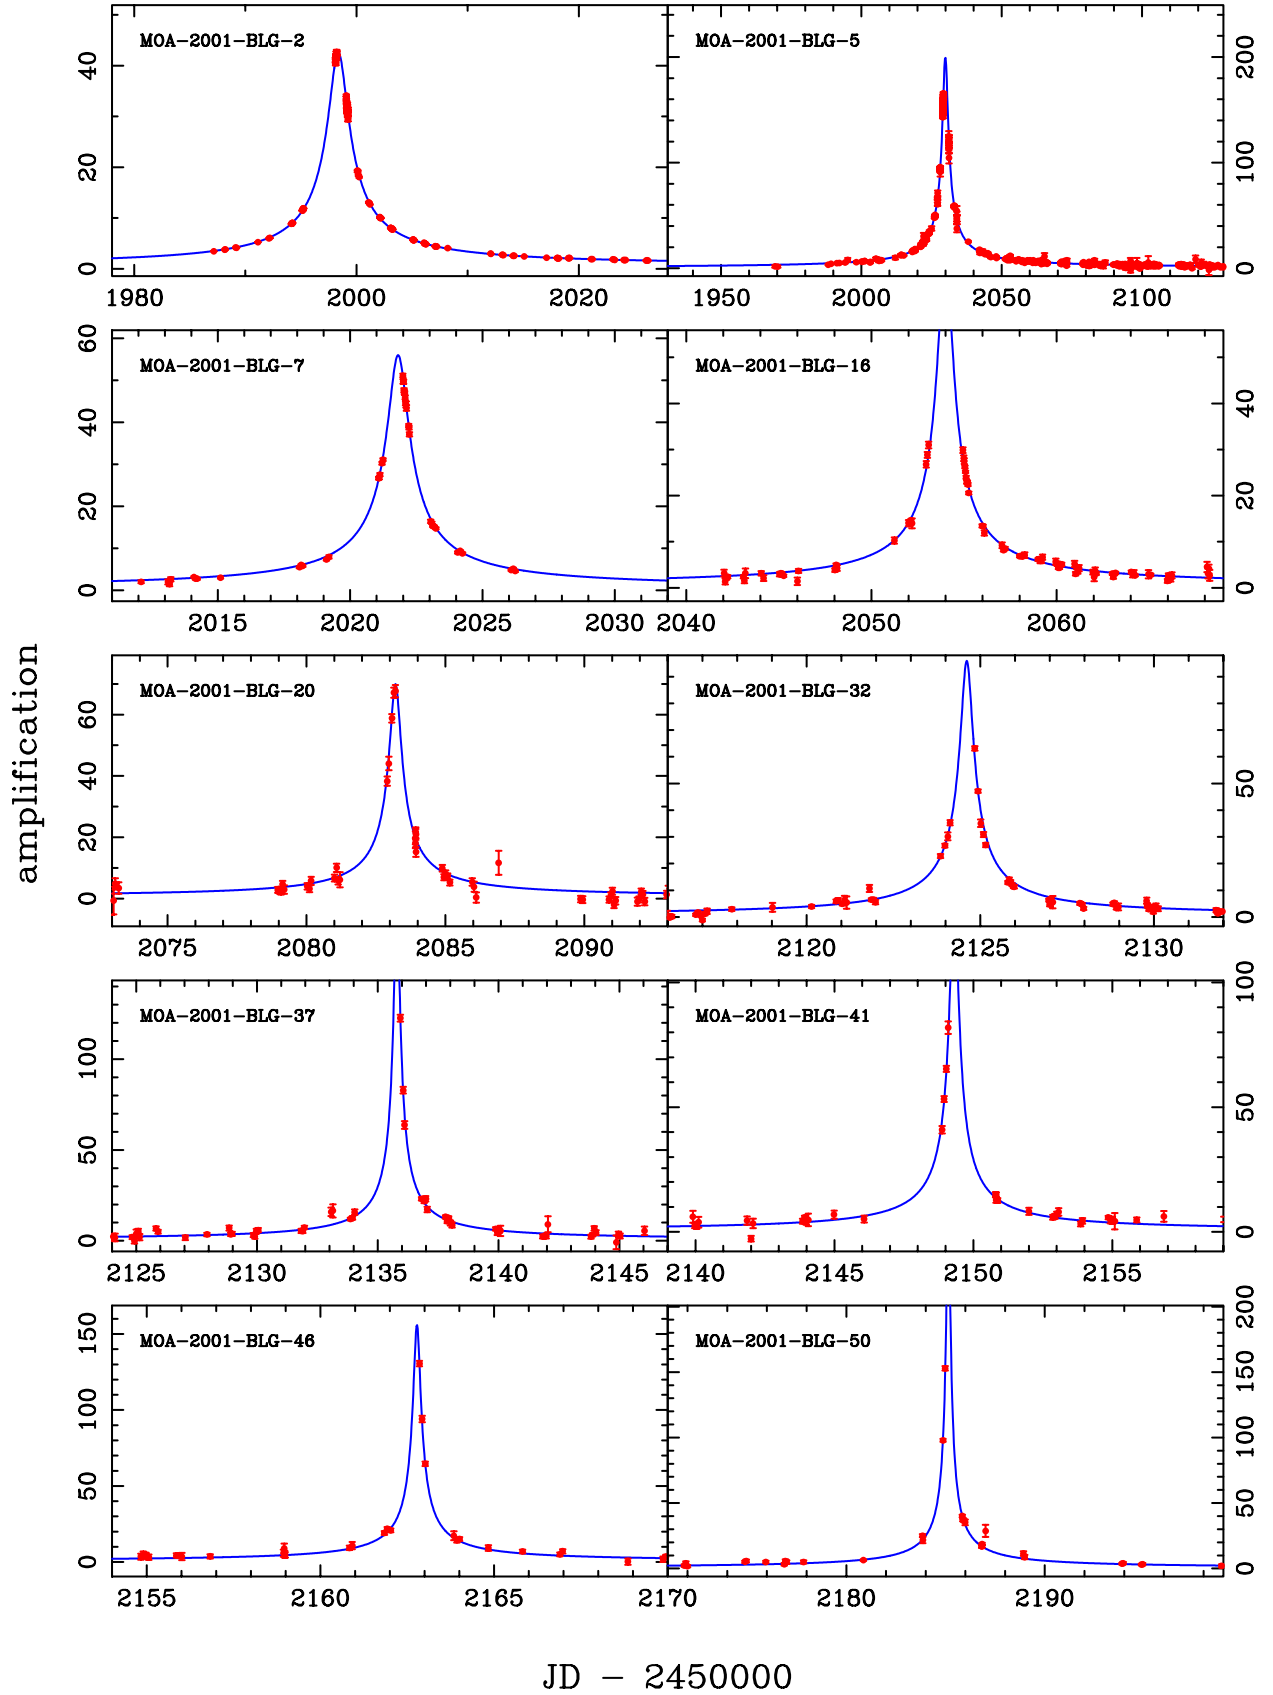 MOA-2001-BLG-2
MOA-2001-BLG-5
0 20 40
0 100 200
1980 2000 2020
1950 2000 2050 2100
MOA-2001-BLG-7
MOA-2001-BLG-16
0 20 40 60
0 20 40
2015 2020 2025 2030
2040 2050 2060
MOA-2001-BLG-20
MOA-2001-BLG-32
0 20 40 60
0 50
2075 2080 2085 2090
2120 2125 2130
amplification
MOA-2001-BLG-37
MOA-2001-BLG-41
0 50 100
0 50 100
2125 2130 2135 2140 2145
2140 2145 2150 2155
MOA-2001-BLG-46
MOA-2001-BLG-50
0 50 100 150
0 50 100 150 200
2155 2160 2165 2170
2180 2190
JD - 2450000